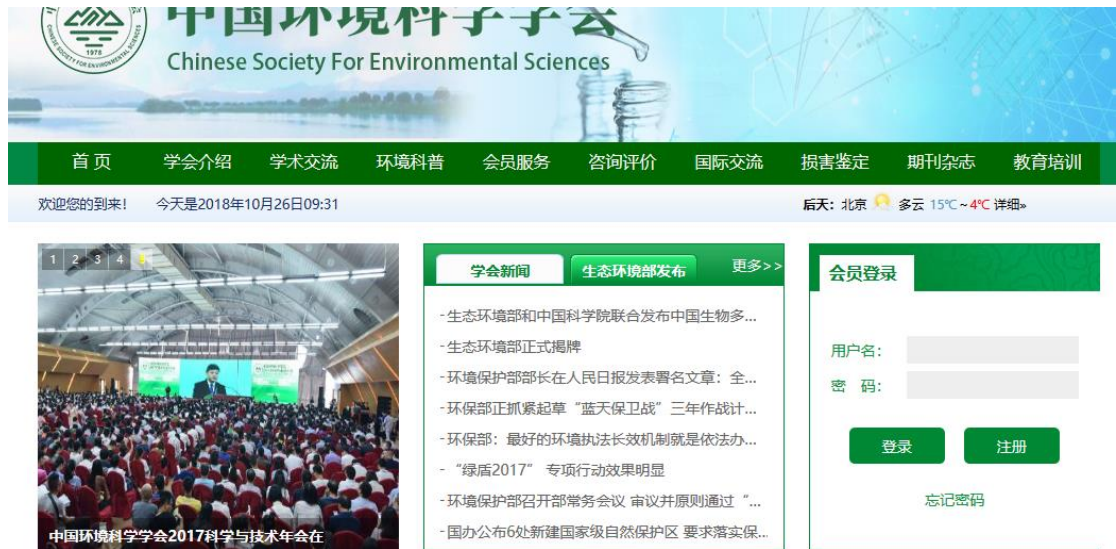 中国环境科学学会
Chinese Society For Environmental Sciences
CHINESE SOCIETY FOR ENVIRONMENTAL SCIENCES
1978
首 页 学会介绍 学术交流 环境科普 会员服务 咨询评价 国际交流 损害鉴定 期刊杂志 教育培训
欢迎您的到来! 今天是2018年10月26日09:31 后天: 北京 多云 15℃~4℃ 详细»
1 2 3 4 5
中国环境科学学会2017科学与技术年会在
学会新闻 生态环境部发布 更多>>
-生态环境部和中国科学院联合发布中国生物多...
-生态环境部正式揭牌
-环境保护部部长在人民日报发表署名文章：全...
-环保部正抓紧起草“蓝天保卫战”三年作战计...
-环保部：最好的环境执法长效机制就是依法办...
- “绿盾2017” 专项行动效果明显
-环境保护部召开部常务会议 审议并原则通过“...
-国办公布6处新建国家级自然保护区 要求落实保...
会员登录
用户名:
密 码:
登录 注册
忘记密码